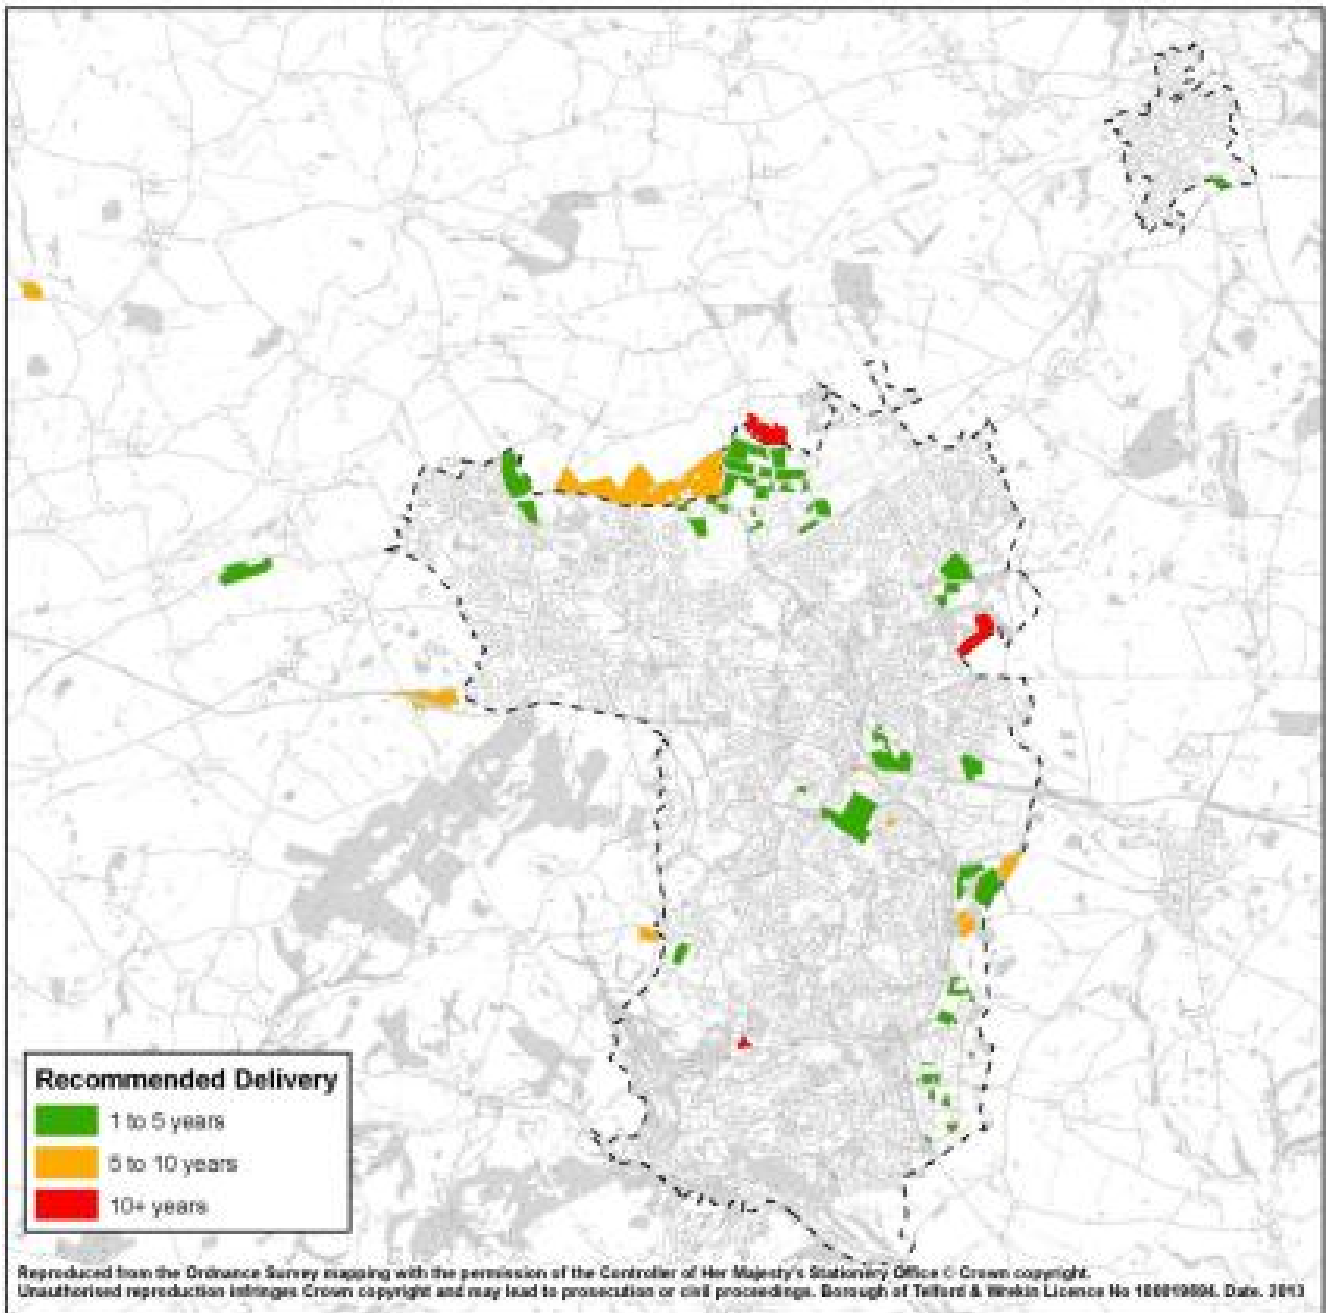 Recommended Delivery
1 to 5 years
5 to 10 years
10+ years
Reproduced from the Ordnance Survey mapping with the permission of the Controller of Her Majesty's Stationery Office © Crown copyright.
Unauthorised reproduction infringes Crown copyright and may lead to prosecution or civil proceedings. Borough of Telford & Wrekin Licence No Date. 2013